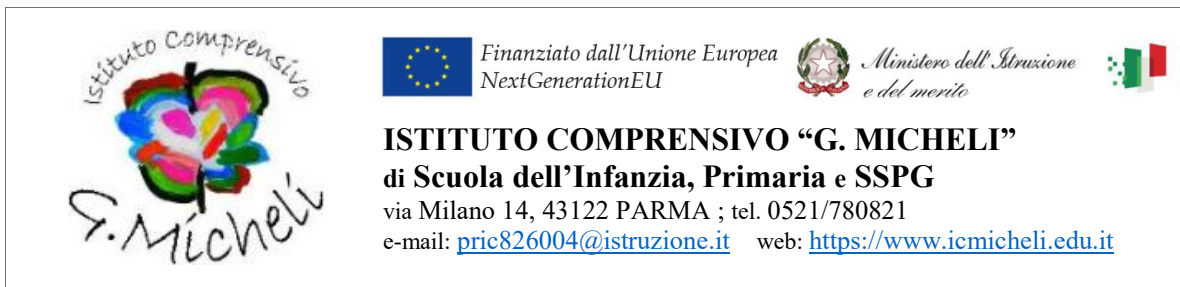 Istituto Comprensivo
G. Micheli
Finanziato dall'Unione Europea
NextGenerationEU
Ministero dell'Istruzione
e del merito
ISTITUTO COMPRENSIVO “G. MICHELI”
di Scuola dell’Infanzia, Primaria e SSPG
via Milano 14, 43122 PARMA ; tel. 0521/780821
e-mail: pric826004@istruzione.it web: https://www.icmicheli.edu.it